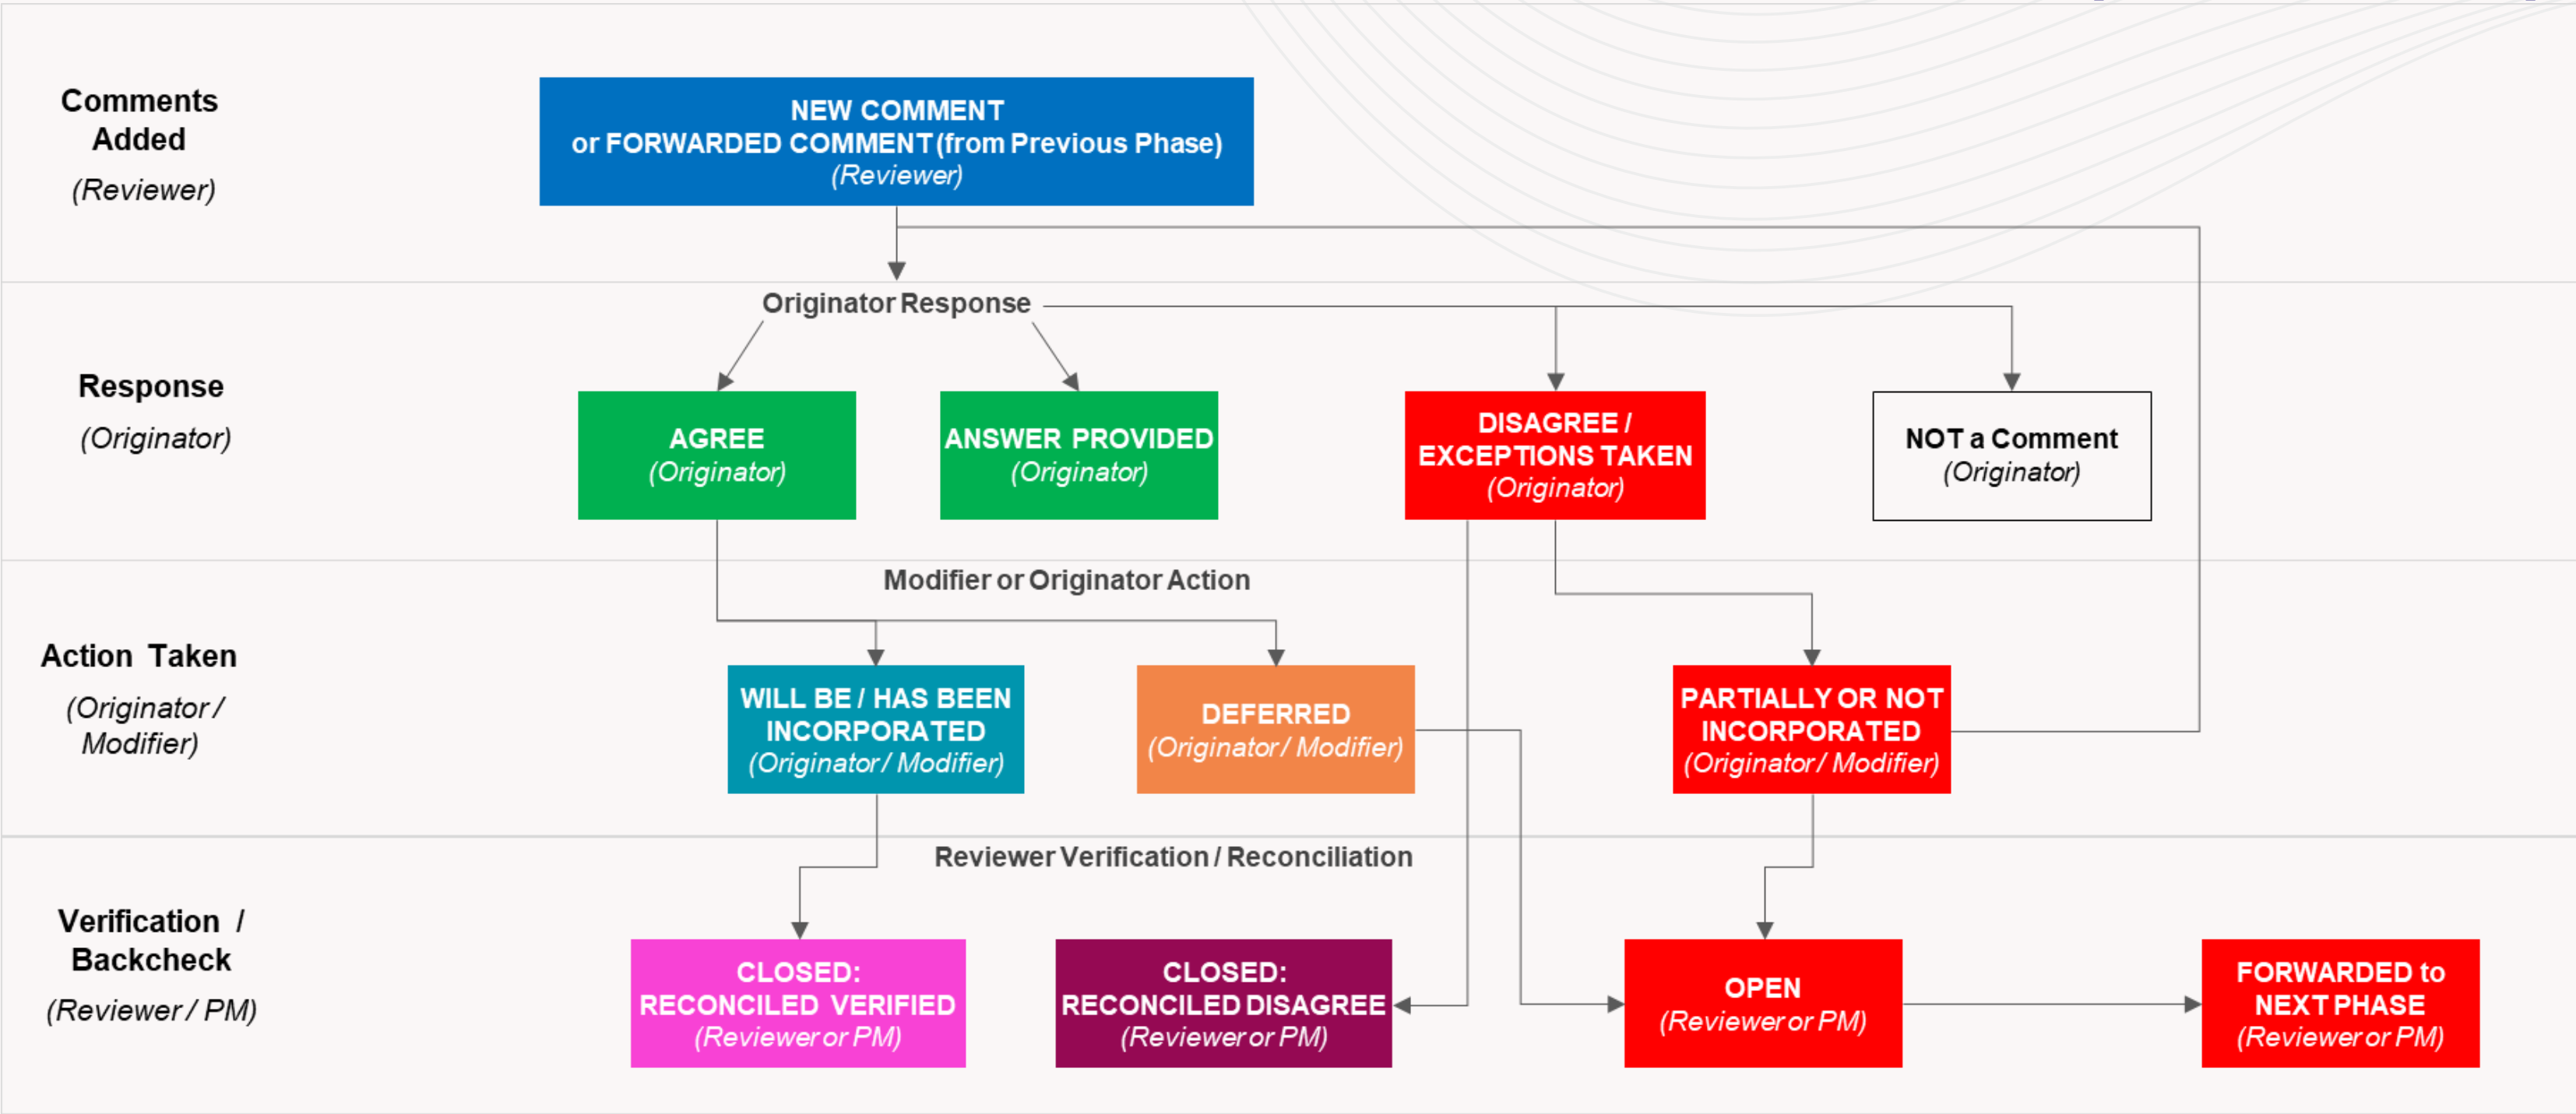 Comments
Added
(Reviewer)
NEW COMMENT
or FORWARDED COMMENT (from Previous Phase)
(Reviewer)
Originator Response
Response
(Originator)
AGREE
(Originator)
ANSWER PROVIDED
(Originator)
DISAGREE /
EXCEPTIONS TAKEN
(Originator)
NOT a Comment
(Originator)
Modifier or Originator Action
Action Taken
(Originator /
Modifier)
WILL BE / HAS BEEN
INCORPORATED
(Originator / Modifier)
DEFERRED
(Originator / Modifier)
PARTIALLY OR NOT
INCORPORATED
(Originator / Modifier)
Reviewer Verification / Reconciliation
Verification /
Backcheck
(Reviewer / PM)
CLOSED:
RECONCILED VERIFIED
(Reviewer or PM)
CLOSED:
RECONCILED DISAGREE
(Reviewer or PM)
OPEN
(Reviewer or PM)
FORWARDED to
NEXT PHASE
(Reviewer or PM)